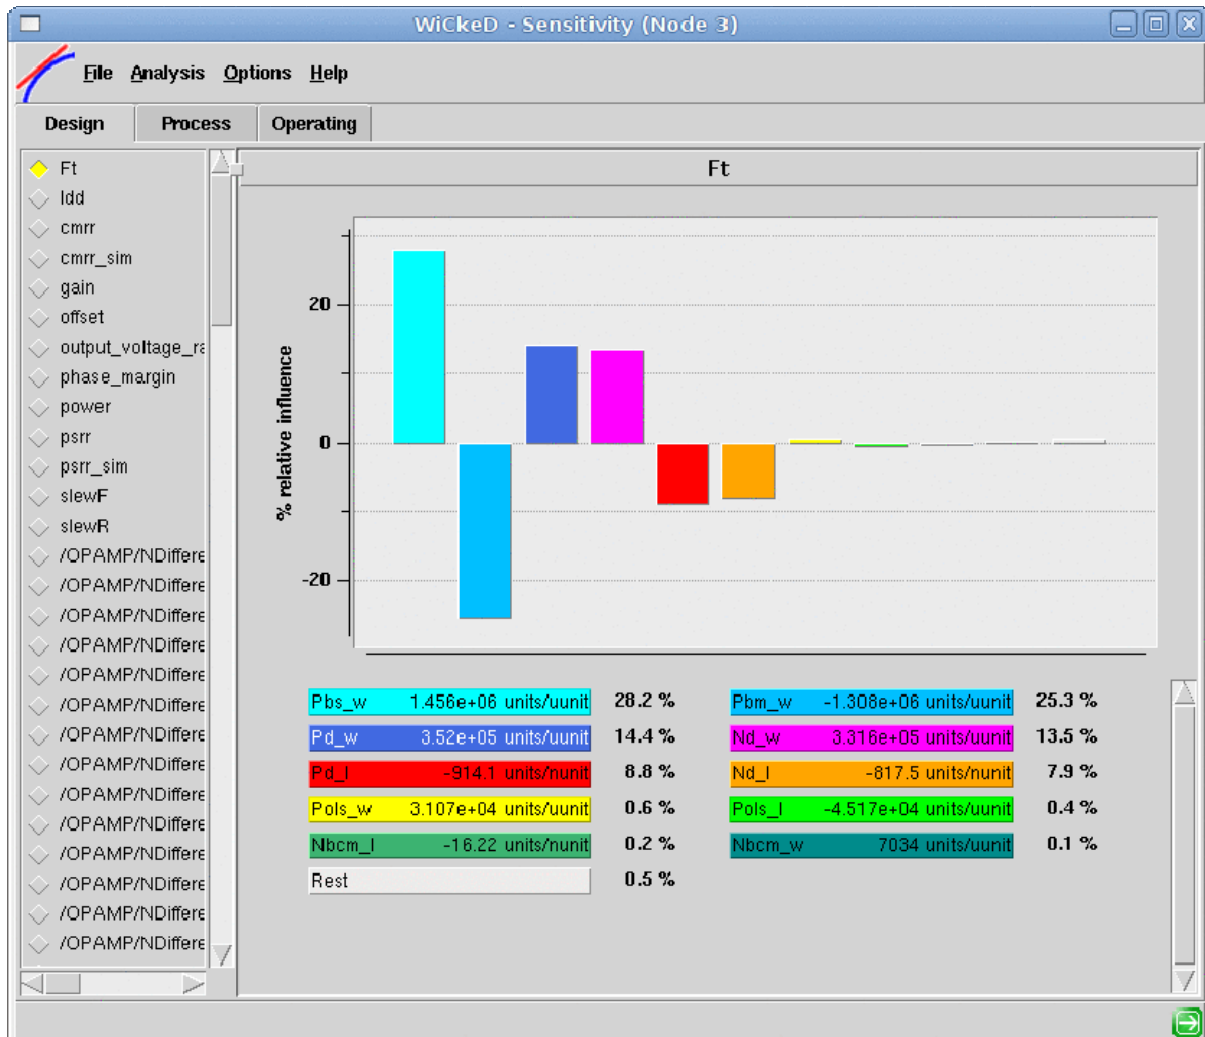 WiCkeD - Sensitivity (Node 3)
File Analysis Options Help
Design Process Operating
Ft
Idd
cmrr
cmrr_sim
gain
offset
output_voltage_ra
phase_margin
power
psrr
psrr_sim
slewF
slewR
/OPAMP/NDiffere
/OPAMP/NDiffere
/OPAMP/NDiffere
/OPAMP/NDiffere
/OPAMP/NDiffere
/OPAMP/NDiffere
/OPAMP/NDiffere
/OPAMP/NDiffere
/OPAMP/NDiffere
/OPAMP/NDiffere
/OPAMP/NDiffere
/OPAMP/NDiffere
/OPAMP/NDiffere
/OPAMP/NDiffere
Ft
% relative influence
20
0
-20
Pbs_w 1.456e+06 units/uunit 28.2 % Pbm_w -1.308e+06 units/uunit 25.3 %
Pd_w 3.52e+05 units/uunit 14.4 % Nd_w 3.316e+05 units/uunit 13.5 %
Pd_l -914.1 units/nunit 8.8 % Nd_l -817.5 units/nunit 7.9 %
Pols_w 3.107e+04 units/uunit 0.6 % Pols_l -4.517e+04 units/uunit 0.4 %
Nbcm_l -16.22 units/nunit 0.2 % Nbcm_w 7034 units/uunit 0.1 %
Rest 0.5 %